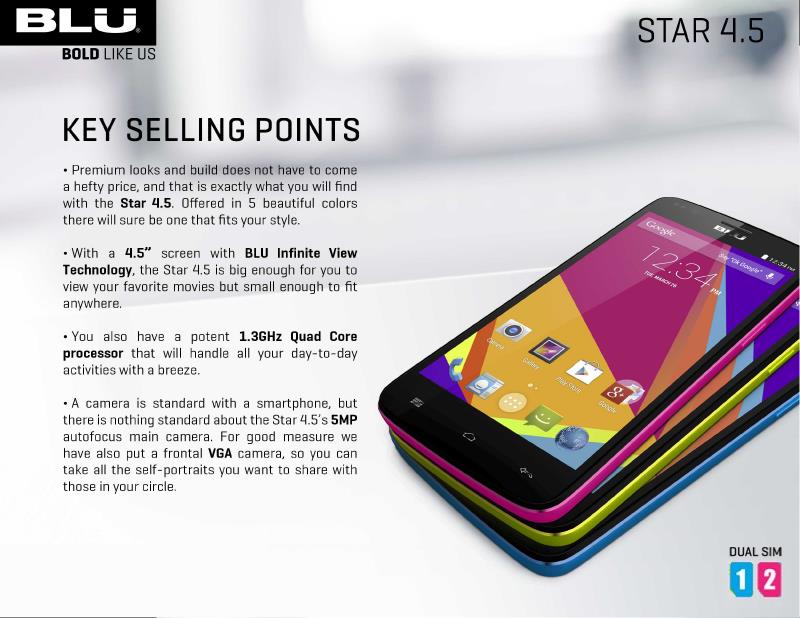 BLU®
BOLD LIKE US
STAR 4.5
KEY SELLING POINTS
• Premium looks and build does not have to come
a hefty price, and that is exactly what you will find
with the Star 4.5. Offered in 5 beautiful colors
there will sure be one that fits your style.
• With a 4.5” screen with BLU Infinite View
Technology, the Star 4.5 is big enough for you to
view your favorite movies but small enough to fit
anywhere.
• You also have a potent 1.3GHz Quad Core
processor that will handle all your day-to-day
activities with a breeze.
• A camera is standard with a smartphone, but
there is nothing standard about the Star 4.5's 5MP
autofocus main camera. For good measure we
have also put a frontal VGA camera, so you can
take all the self-portraits you want to share with
those in your circle.
BLU
12:34 PM
Google
Say "Ok Google"
12:34 PM
TUE, MARCH 26
Camera
Gallery
Play Store
Google
DUAL SIM
1 2